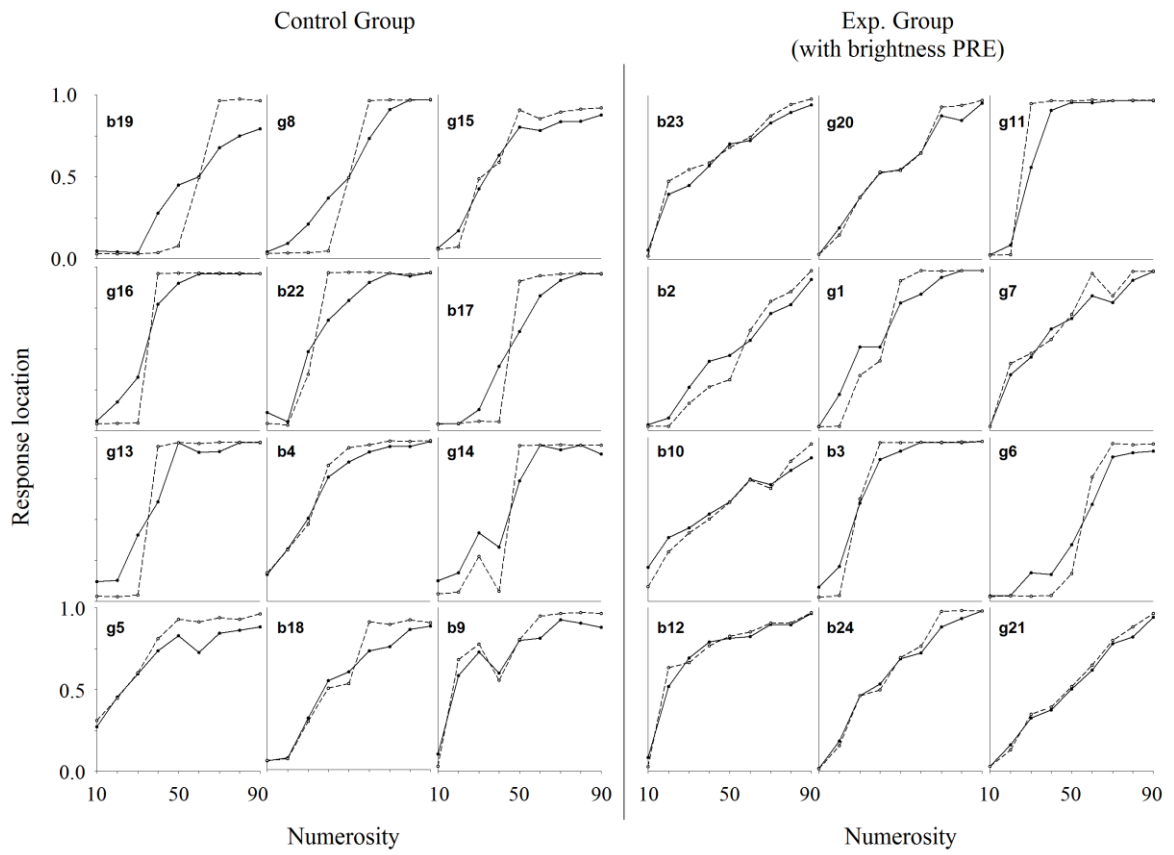 Control Group
Exp. Group
(with brightness PRE)
1.0
0.5
0.0
b19
g8
g15
b23
g20
g11
g16
b22
b17
b2
g1
g7
g13
b4
g14
b10
b3
g6
1.0
0.5
0.0
g5
b18
b9
b12
b24
g21
10
50
90
50
90
10
50
90
50
90
Response location
Numerosity
Numerosity